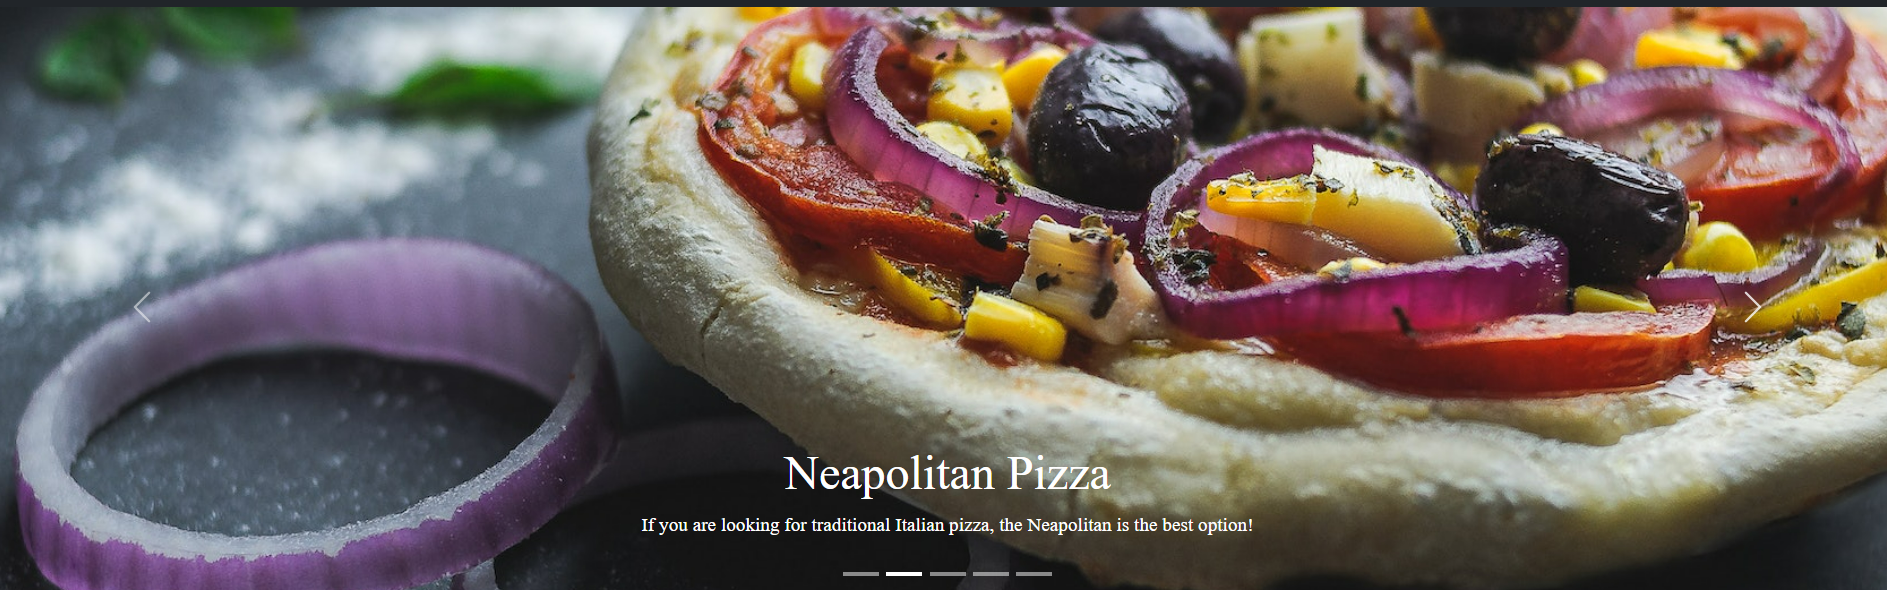 Neapolitan Pizza
If you are looking for traditional Italian pizza, the Neapolitan is the best option!